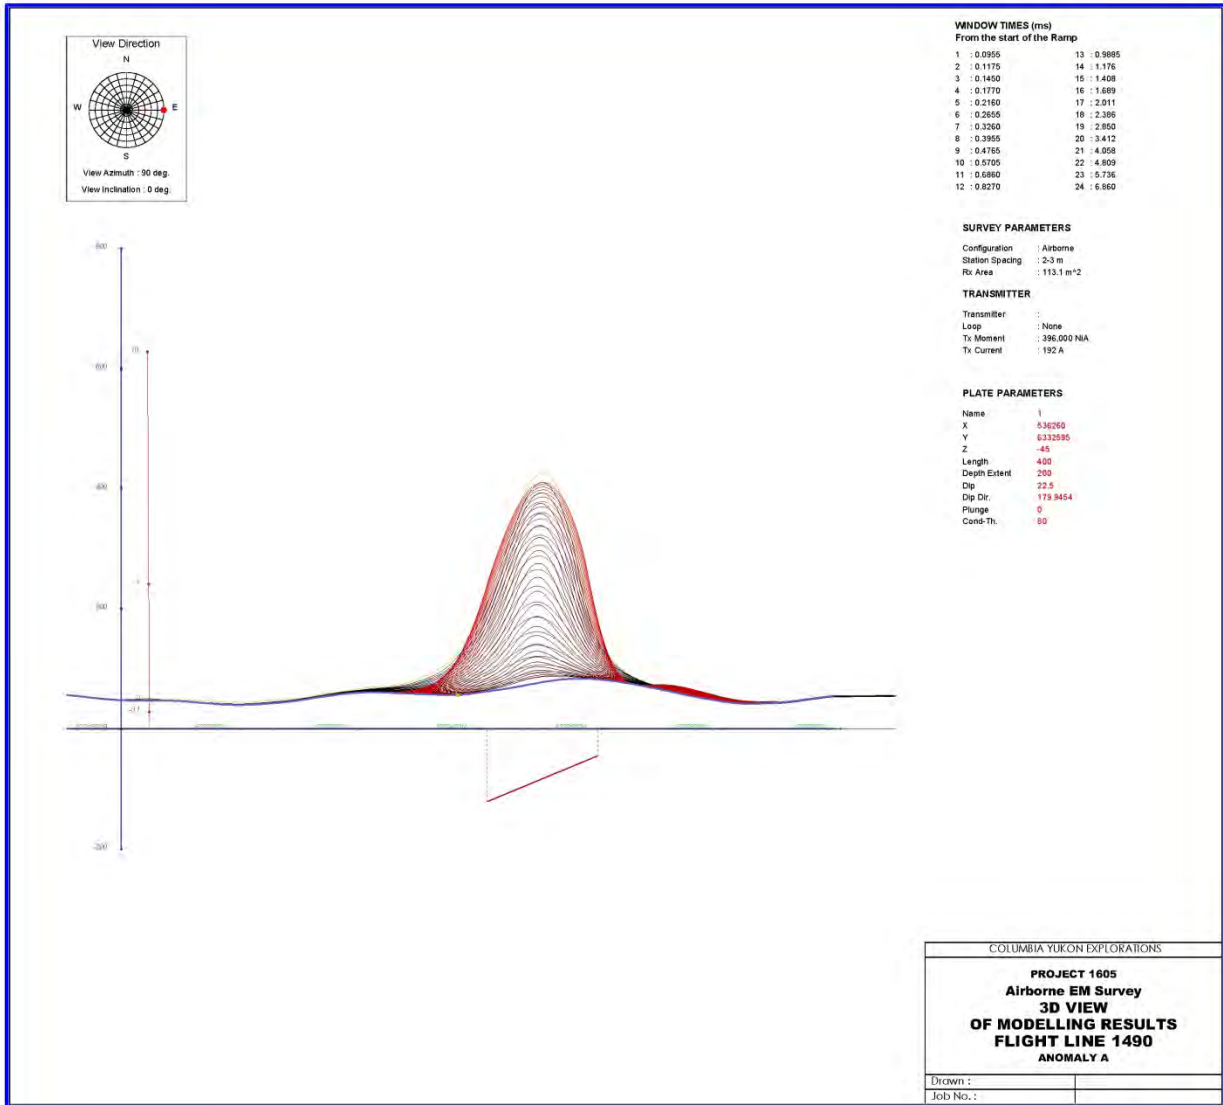 View Direction
N
W
E
S
View Azimuth : 90 deg.
View Inclination : 0 deg.
WINDOW TIMES (ms)
From the start of the Ramp
1 : 0.0955 13 : 0.9885
2 : 0.1175 14 : 1.176
3 : 0.1450 15 : 1.408
4 : 0.1770 16 : 1.689
5 : 0.2160 17 : 2.011
6 : 0.2655 18 : 2.386
7 : 0.3260 19 : 2.850
8 : 0.3955 20 : 3.412
9 : 0.4765 21 : 4.058
10 : 0.5705 22 : 4.809
11 : 0.6860 23 : 5.736
12 : 0.8270 24 : 6.860
SURVEY PARAMETERS
Configuration : Airborne
Station Spacing : 2-3 m
Rx Area : 113.1 m^2
TRANSMITTER
Transmitter :
Loop : None
Tx Moment : 396,000 NIA
Tx Current : 192 A
PLATE PARAMETERS
Name 1
X 536260
Y 6332595
Z -45
Length 400
Depth Extent 200
Dip 22.5
Dip Dir. 179.9454
Plunge 0
Cond-Th. 80
COLUMBIA YUKON EXPLORATIONS
PROJECT 1605
Airborne EM Survey
3D VIEW
OF MODELLING RESULTS
FLIGHT LINE 1490
ANOMALY A
Drawn :
Job No. :